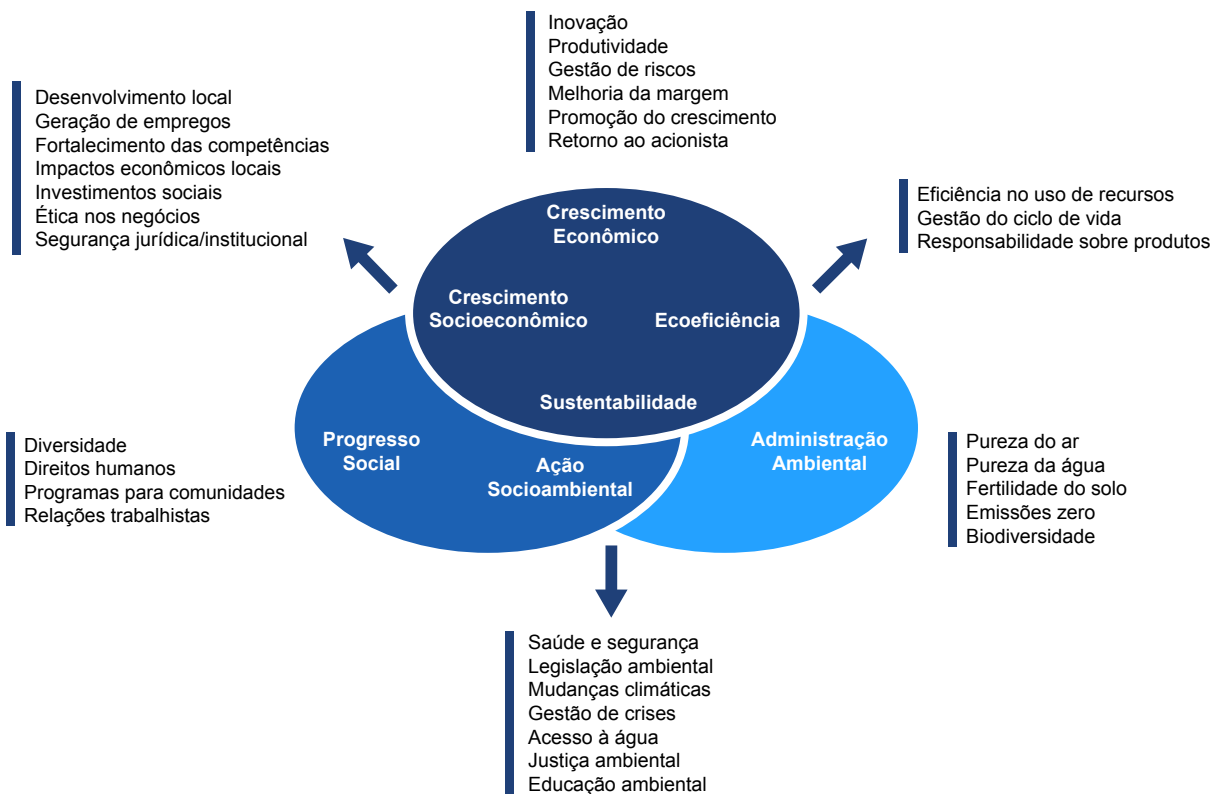 Inovação
Produtividade
Gestão de riscos
Melhoria da margem
Promoção do crescimento
Retorno ao acionista
Desenvolvimento local
Geração de empregos
Fortalecimento das competências
Impactos econômicos locais
Investimentos sociais
Ética nos negócios
Segurança jurídica/institucional
Eficiência no uso de recursos
Gestão do ciclo de vida
Responsabilidade sobre produtos
Crescimento
Econômico
Crescimento
Socioeconômico
Ecoeficiência
Sustentabilidade
Progresso
Social
Ação
Socioambiental
Administração
Ambiental
Diversidade
Direitos humanos
Programas para comunidades
Relações trabalhistas
Pureza do ar
Pureza da água
Fertilidade do solo
Emissões zero
Biodiversidade
Saúde e segurança
Legislação ambiental
Mudanças climáticas
Gestão de crises
Acesso à água
Justiça ambiental
Educação ambiental